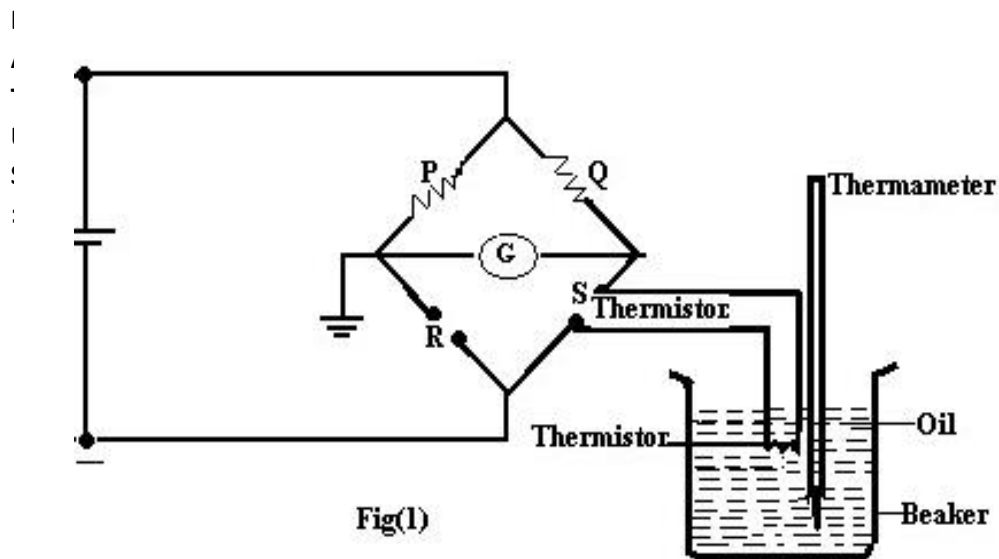 P
Q
Thermameter
G
S
Thermistor
R
Thermistor
Oil
Fig(1)
Beaker